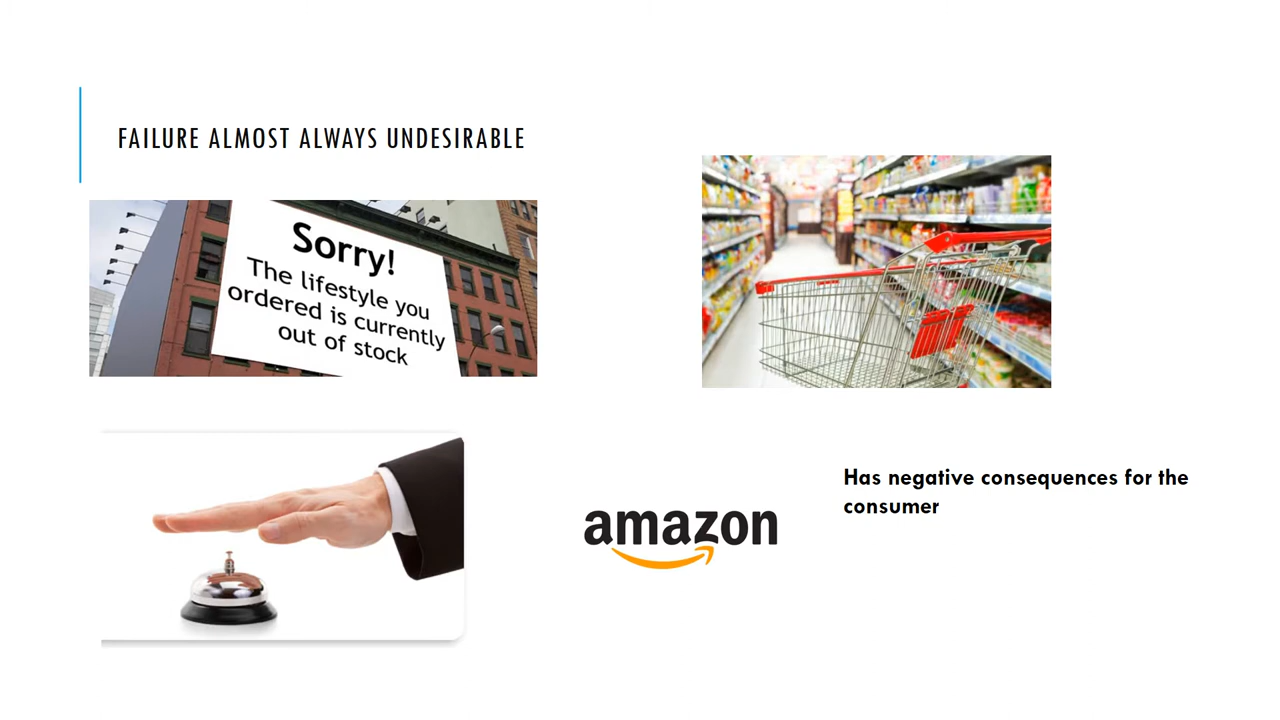 FAILURE ALMOST ALWAYS UNDESIRABLE
Sorry!
The lifestyle you
ordered is currently
out of stock
amazon
Has negative consequences for the
consumer